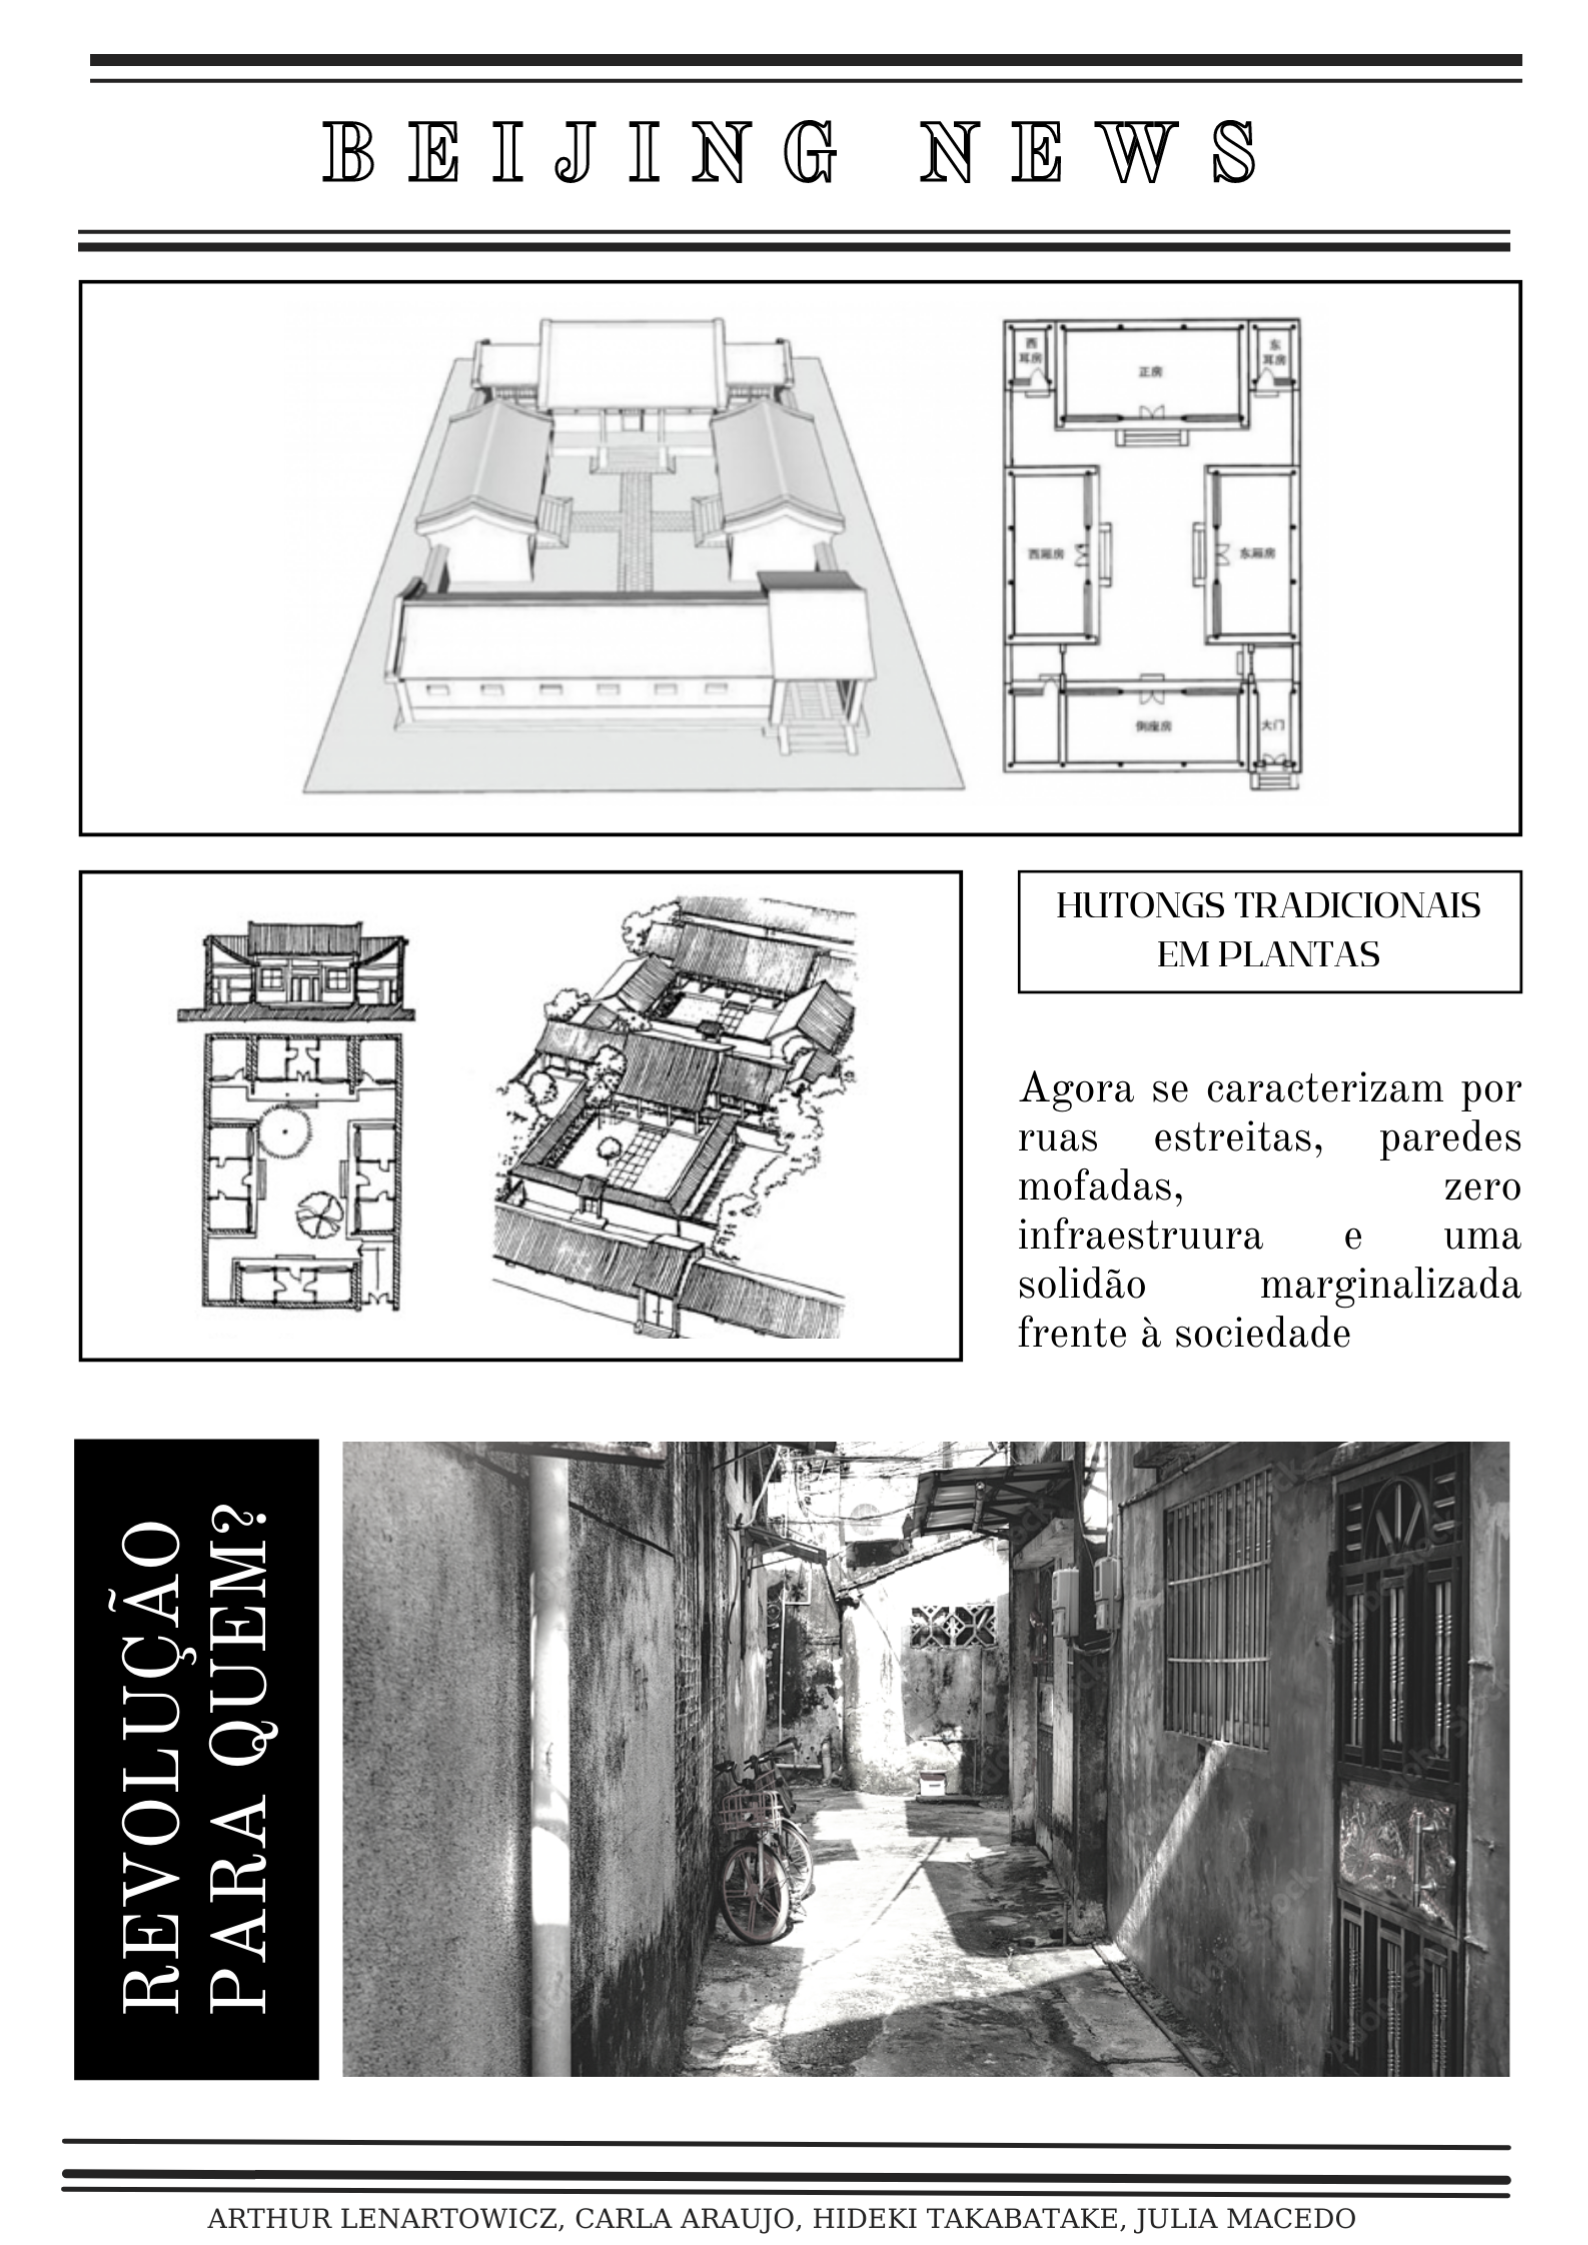 BEIJING NEWS
西
耳房
正房
东
耳房
西厢房
东厢房
倒座房
大门
HUTONGS TRADICIONAIS
EM PLANTAS
Agora se caracterizam por
ruas estreitas, paredes
mofadas, zero
infraestruura e uma
solidão marginalizada
frente à sociedade
REVOLUÇÃO
PARA QUEM?
Adobe Stock
ARTHUR LENARTOWICZ, CARLA ARAUJO, HIDEKI TAKABATAKE, JULIA MACEDO